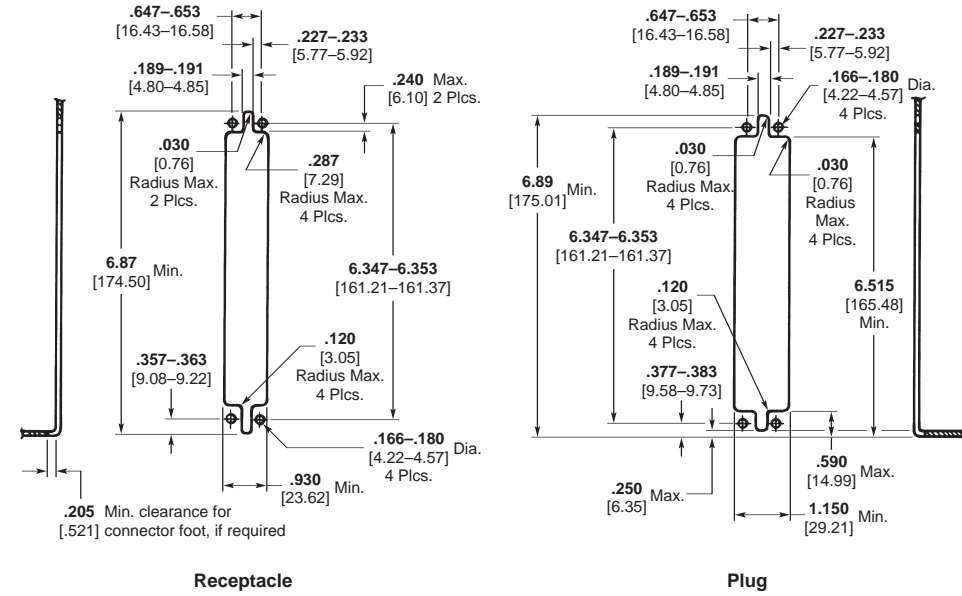 .647–.653
[16.43–16.58]
.227–.233
[5.77–5.92]
.189–.191
[4.80–4.85]
.240 Max.
[6.10] 2 Plcs.
.030
[0.76]
Radius Max.
2 Plcs.
.287
[7.29]
Radius Max.
4 Plcs.
6.87
[174.50] Min.
6.347–6.353
[161.21–161.37]
.120
[3.05]
Radius Max.
4 Plcs.
.357–.363
[9.08–9.22]
.166–.180
[4.22–4.57] Dia.
4 Plcs.
.930
[23.62] Min.
.205 Min. clearance for
[.521] connector foot, if required
Receptacle
.647–.653
[16.43–16.58]
.227–.233
[5.77–5.92]
.189–.191
[4.80–4.85]
.166–.180
[4.22–4.57] Dia.
4 Plcs.
.030
[0.76]
Radius Max.
4 Plcs.
.030
[0.76]
Radius
Max.
4 Plcs.
6.89
[175.01] Min.
6.347–6.353
[161.21–161.37]
6.515
[165.48]
Min.
.120
[3.05]
Radius Max.
4 Plcs.
.377–.383
[9.58–9.73]
.590
[14.99] Max.
.250
[6.35] Max.
1.150
[29.21] Min.
Plug